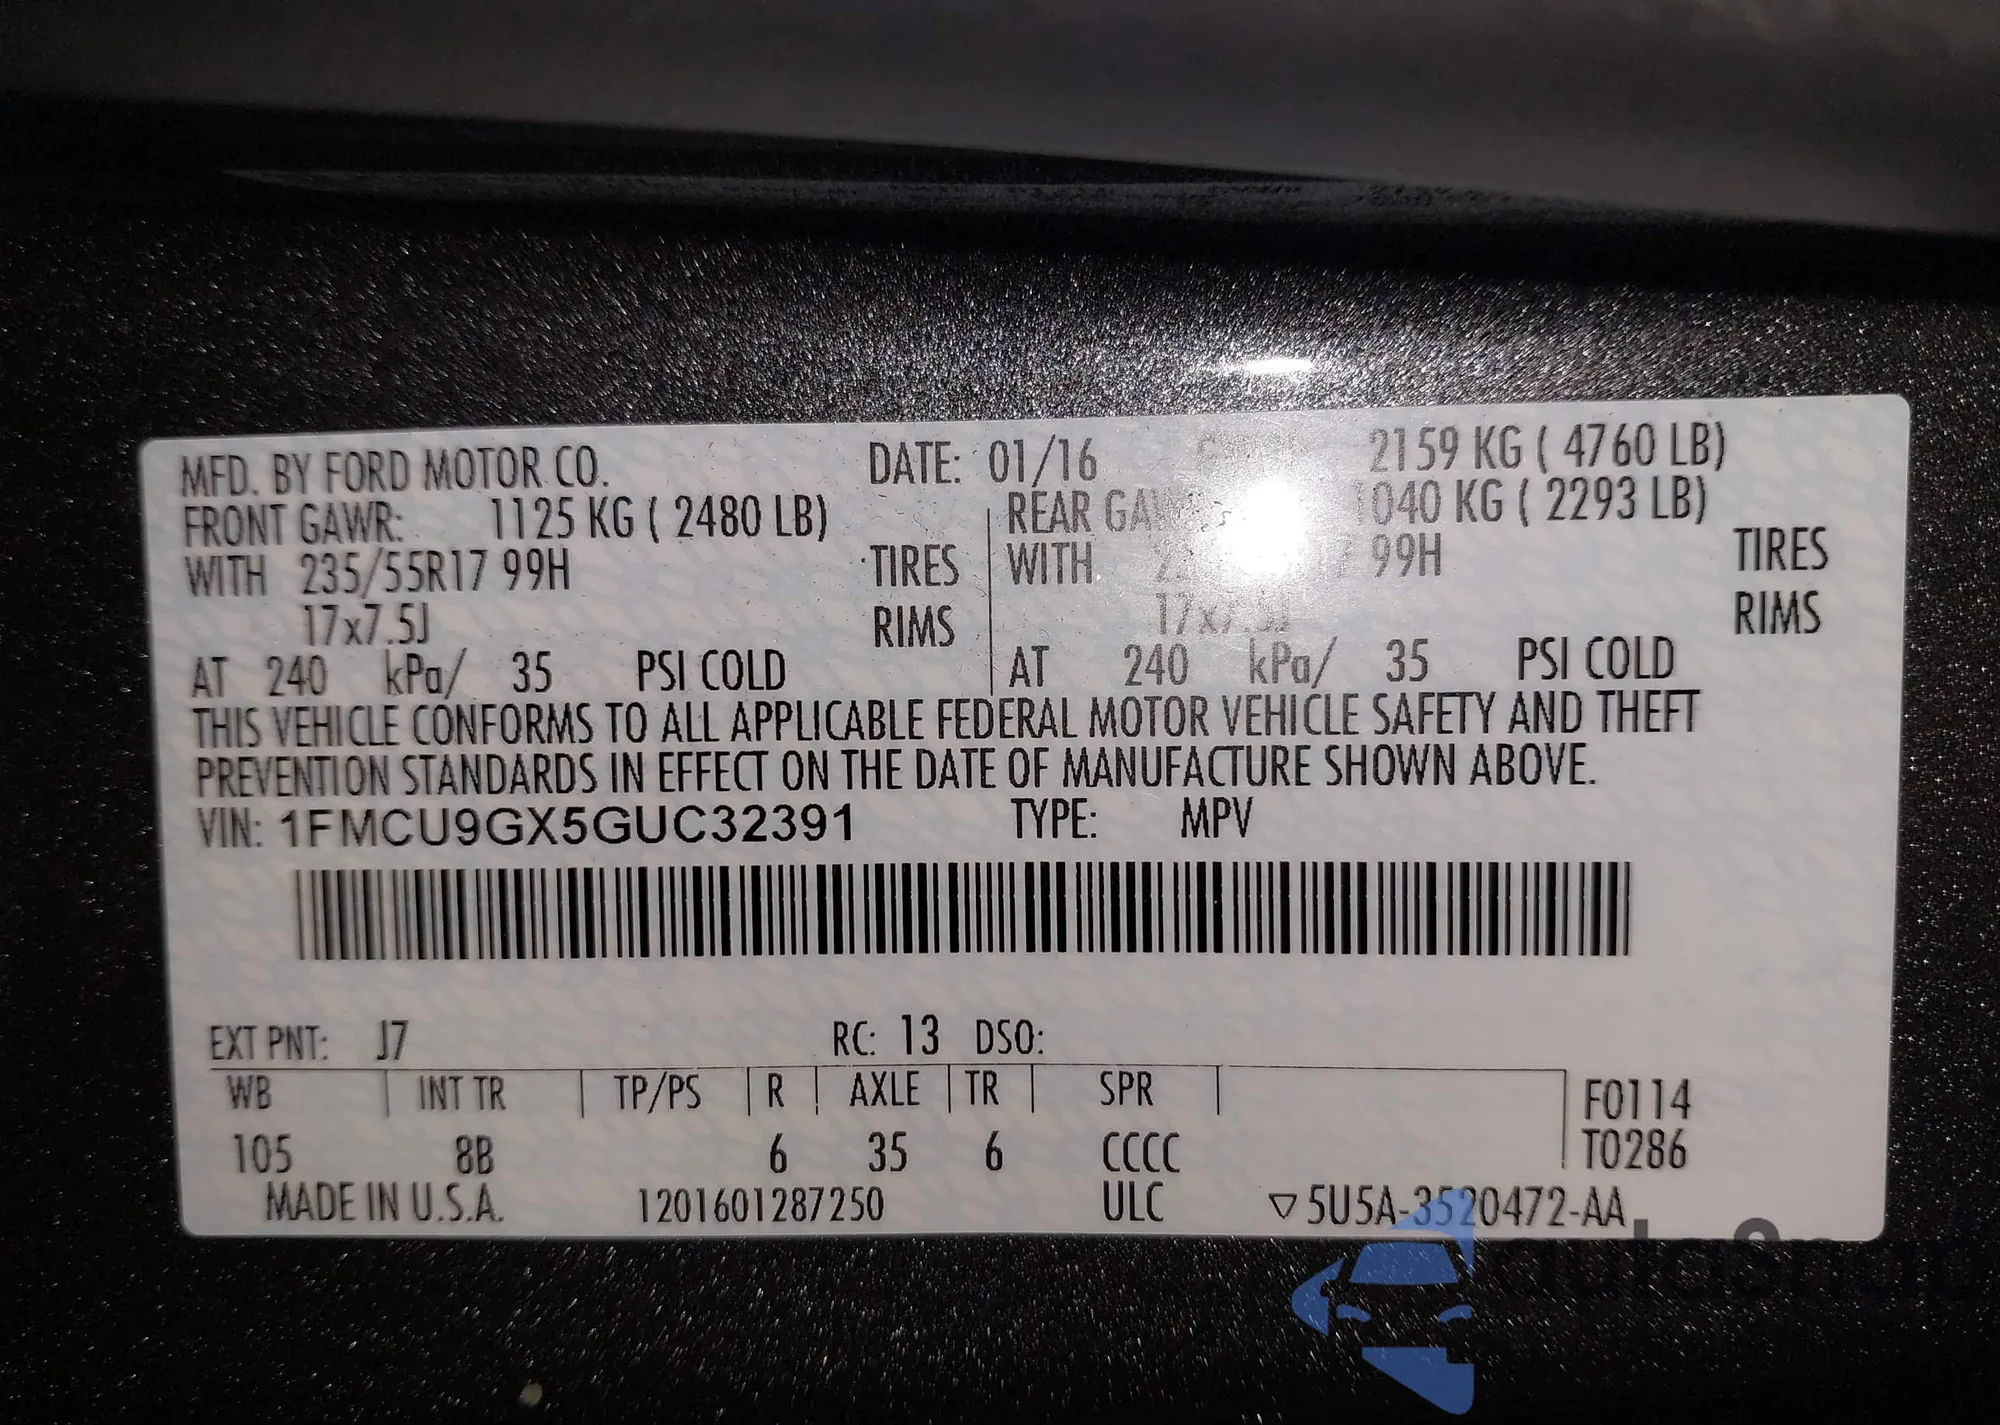 MFD. BY FORD MOTOR CO. DATE: 01/16 2159 KG ( 4760 LB)
FRONT GAWR: 1125 KG ( 2480 LB) REAR 1040 KG ( 2293 LB)
WITH 235/55R17 99H TIRES WITH 99H TIRES
17x7.5J RIMS 17x7.5J RIMS
AT 240 kPa/ 35 PSI COLD AT 240 kPa/ 35 PSI COLD
THIS VEHICLE CONFORMS TO ALL APPLICABLE FEDERAL MOTOR VEHICLE SAFETY AND THEFT
PREVENTION STANDARDS IN EFFECT ON THE DATE OF MANUFACTURE SHOWN ABOVE.
VIN: 1FMCU9GX5GUC32391 TYPE: MPV
EXT PNT: J7 RC: 13 DSO:
WB INT TR TP/PS R AXLE TR SPR F0114
105 8B 6 35 6 CCCC T0286
MADE IN U.S.A. 1201601287250 ULC ▽5U5A-3520472-AA